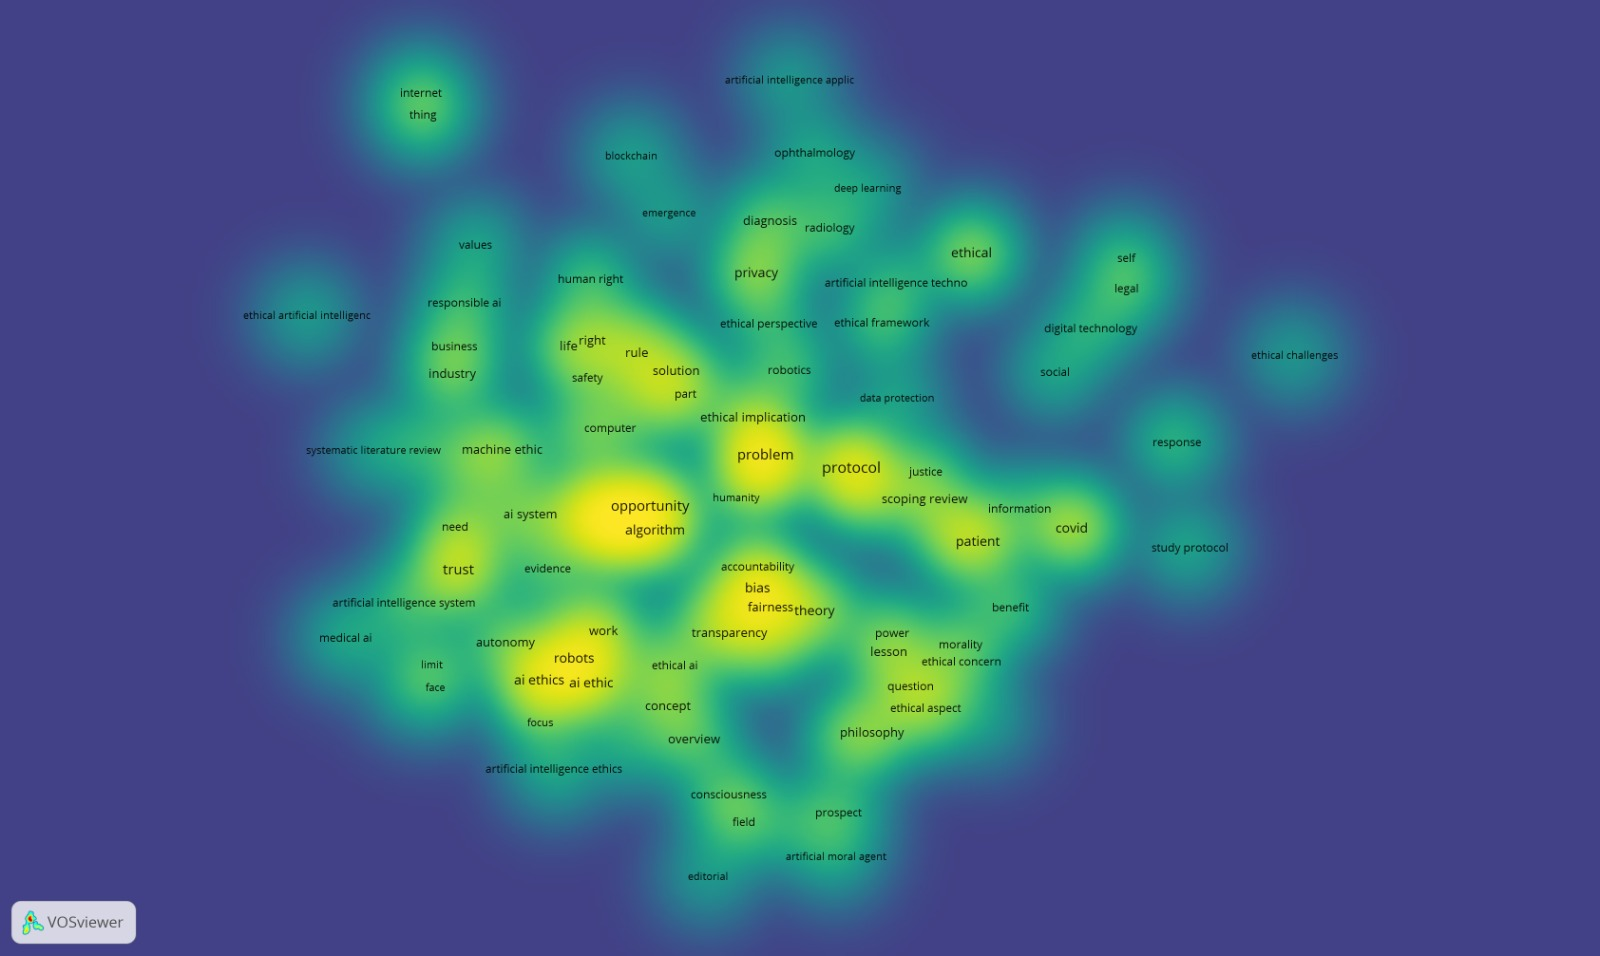 artificial intelligence applic
internet
thing
blockchain
ophthalmology
deep learning
emergence
diagnosis
radiology
values
ethical
self
privacy
human right
artificial intelligence techno
legal
responsible ai
ethical artificial intelligenc
ethical perspective
ethical framework
digital technology
business
life
right
rule
ethical challenges
industry
safety
solution
robotics
social
part
data protection
ethical implication
computer
response
systematic literature review
machine ethic
problem
protocol
justice
humanity
scoping review
opportunity
information
ai system
need
algorithm
covid
patient
study protocol
trust
evidence
accountability
bias
artificial intelligence system
fairness
theory
benefit
medical ai
autonomy
work
transparency
power
morality
lesson
limit
robots
ethical ai
ethical concern
face
ai ethics
ai ethic
question
concept
ethical aspect
focus
overview
philosophy
artificial intelligence ethics
consciousness
field
prospect
artificial moral agent
editorial
VOSviewer